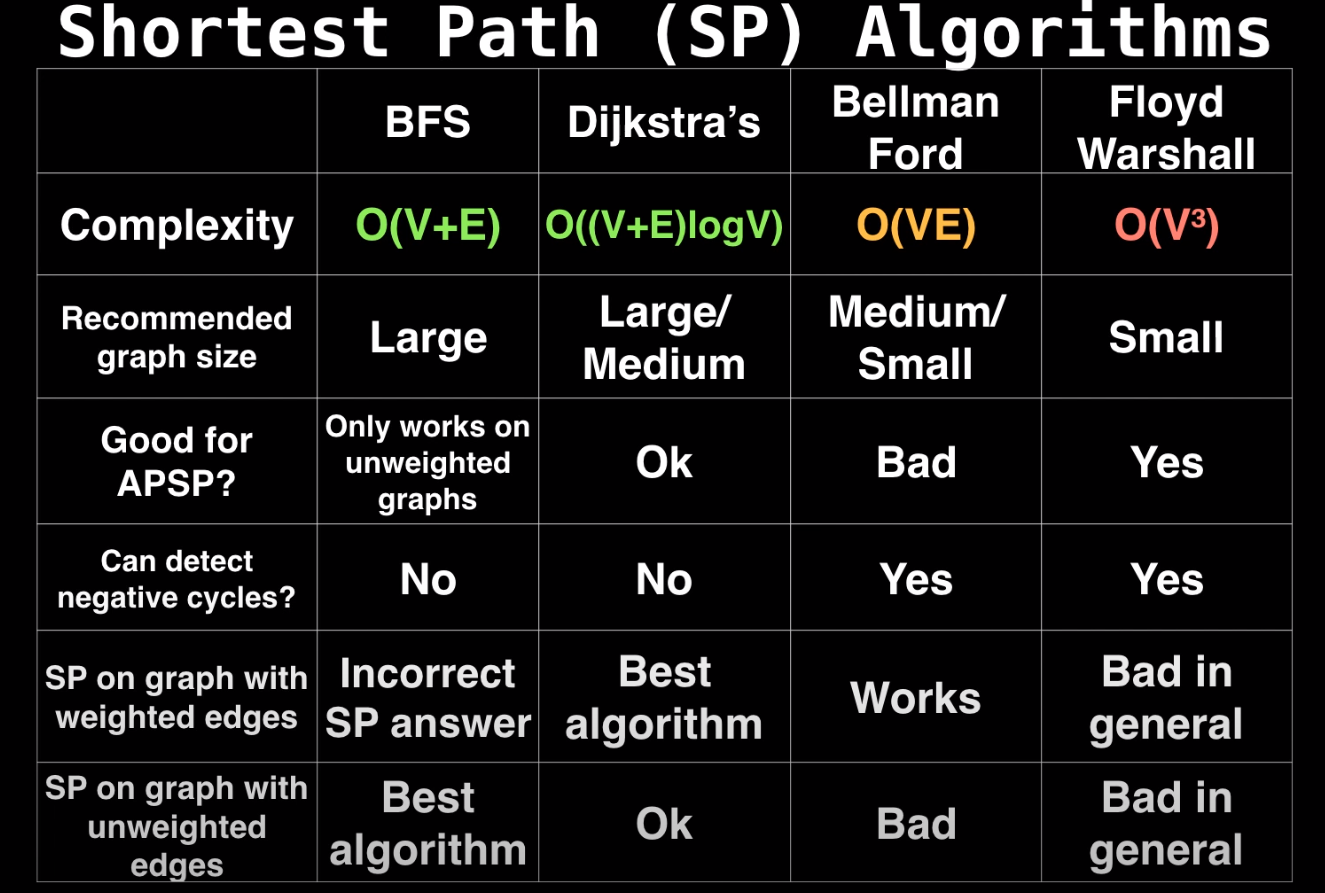 Shortest Path (SP) Algorithms
BFS
Dijkstra’s
Bellman
Ford
Floyd
Warshall
Complexity
O(V+E)
O((V+E)logV)
O(VE)
O(V³)
Recommended
graph size
Large
Large/
Medium
Medium/
Small
Small
Good for
APSP?
Only works on
unweighted
graphs
Ok
Bad
Yes
Can detect
negative cycles?
No
No
Yes
Yes
SP on graph with
weighted edges
Incorrect
SP answer
Best
algorithm
Works
Bad in
general
SP on graph with
unweighted
edges
Best
algorithm
Ok
Bad
Bad in
general